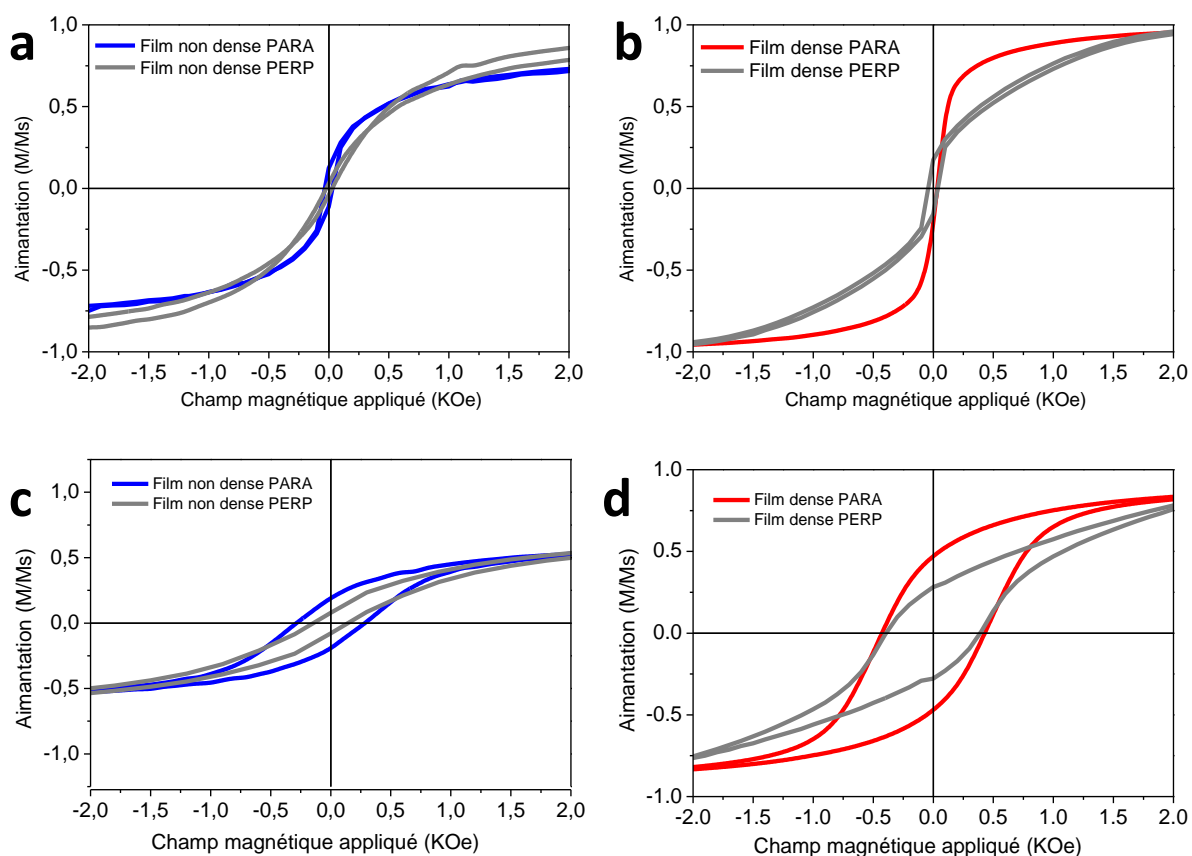 a
Film non dense PARA
Film non dense PERP
1,0
0,5
0,0
-0,5
-1,0
Aimantation (M/Ms)
-2,0 -1,5 -1,0 -0,5 0,0 0,5 1,0 1,5 2,0
Champ magnétique appliqué (KOe)
b
Film dense PARA
Film dense PERP
1,0
0,5
0,0
-0,5
-1,0
Aimantation (M/Ms)
-2,0 -1,5 -1,0 -0,5 0,0 0,5 1,0 1,5 2,0
Champ magnétique appliqué (KOe)
c
Film non dense PARA
Film non dense PERP
1,0
0,5
0,0
-0,5
-1,0
Aimantation (M/Ms)
-2,0 -1,5 -1,0 -0,5 0,0 0,5 1,0 1,5 2,0
Champ magnétique appliqué (KOe)
d
Film dense PARA
Film dense PERP
1.0
0.5
0.0
-0.5
-1.0
Aimantation (M/Ms)
-2.0 -1.5 -1.0 -0.5 0.0 0.5 1.0 1.5 2.0
Champ magnétique appliqué (KOe)